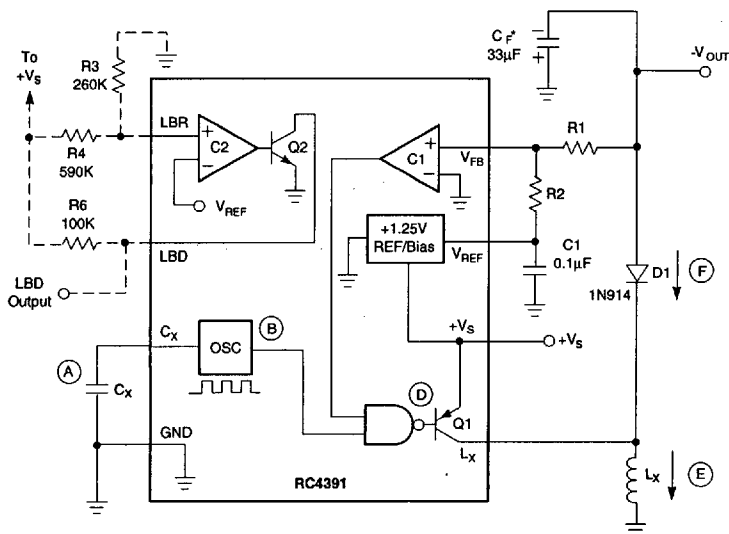 To
+VS
R3
260K
CF*
33µF
−
+
-VOUT
R4
590K
LBR
+
C2
−
Q2
VREF
C1
+
−
VFB
R1
R2
R6
100K
LBD
+1.25V
REF/Bias
VREF
C1
0.1µF
D1
1N914
F
LBD
Output
CX
OSC
B
+VS
+VS
A
CX
D
Q1
GND
LX
LX
E
RC4391